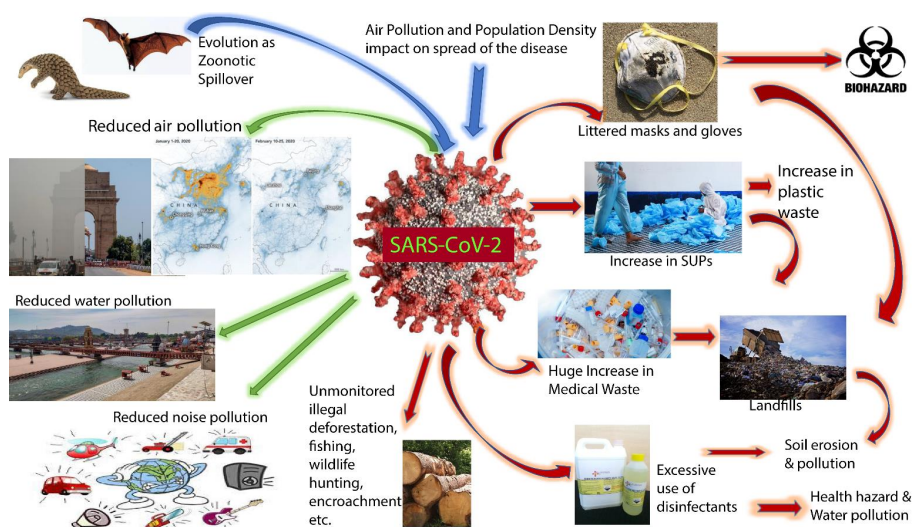 Evolution as
Zoonotic
Spillover
Air Pollution and Population Density
impact on spread of the disease
Littered masks and gloves
BIOHAZARD
Reduced air pollution
January 1-20, 2020
February 10-25, 2020
CHINA
CHINA
SARS-CoV-2
Increase in SUPs
Increase in
plastic
waste
Reduced water pollution
Huge Increase in
Medical Waste
Landfills
Reduced noise pollution
Unmonitored
illegal
deforestation,
fishing,
wildlife
hunting,
encroachment
etc.
Excessive
use of
disinfectants
Soil erosion
& pollution
Health hazard &
Water pollution